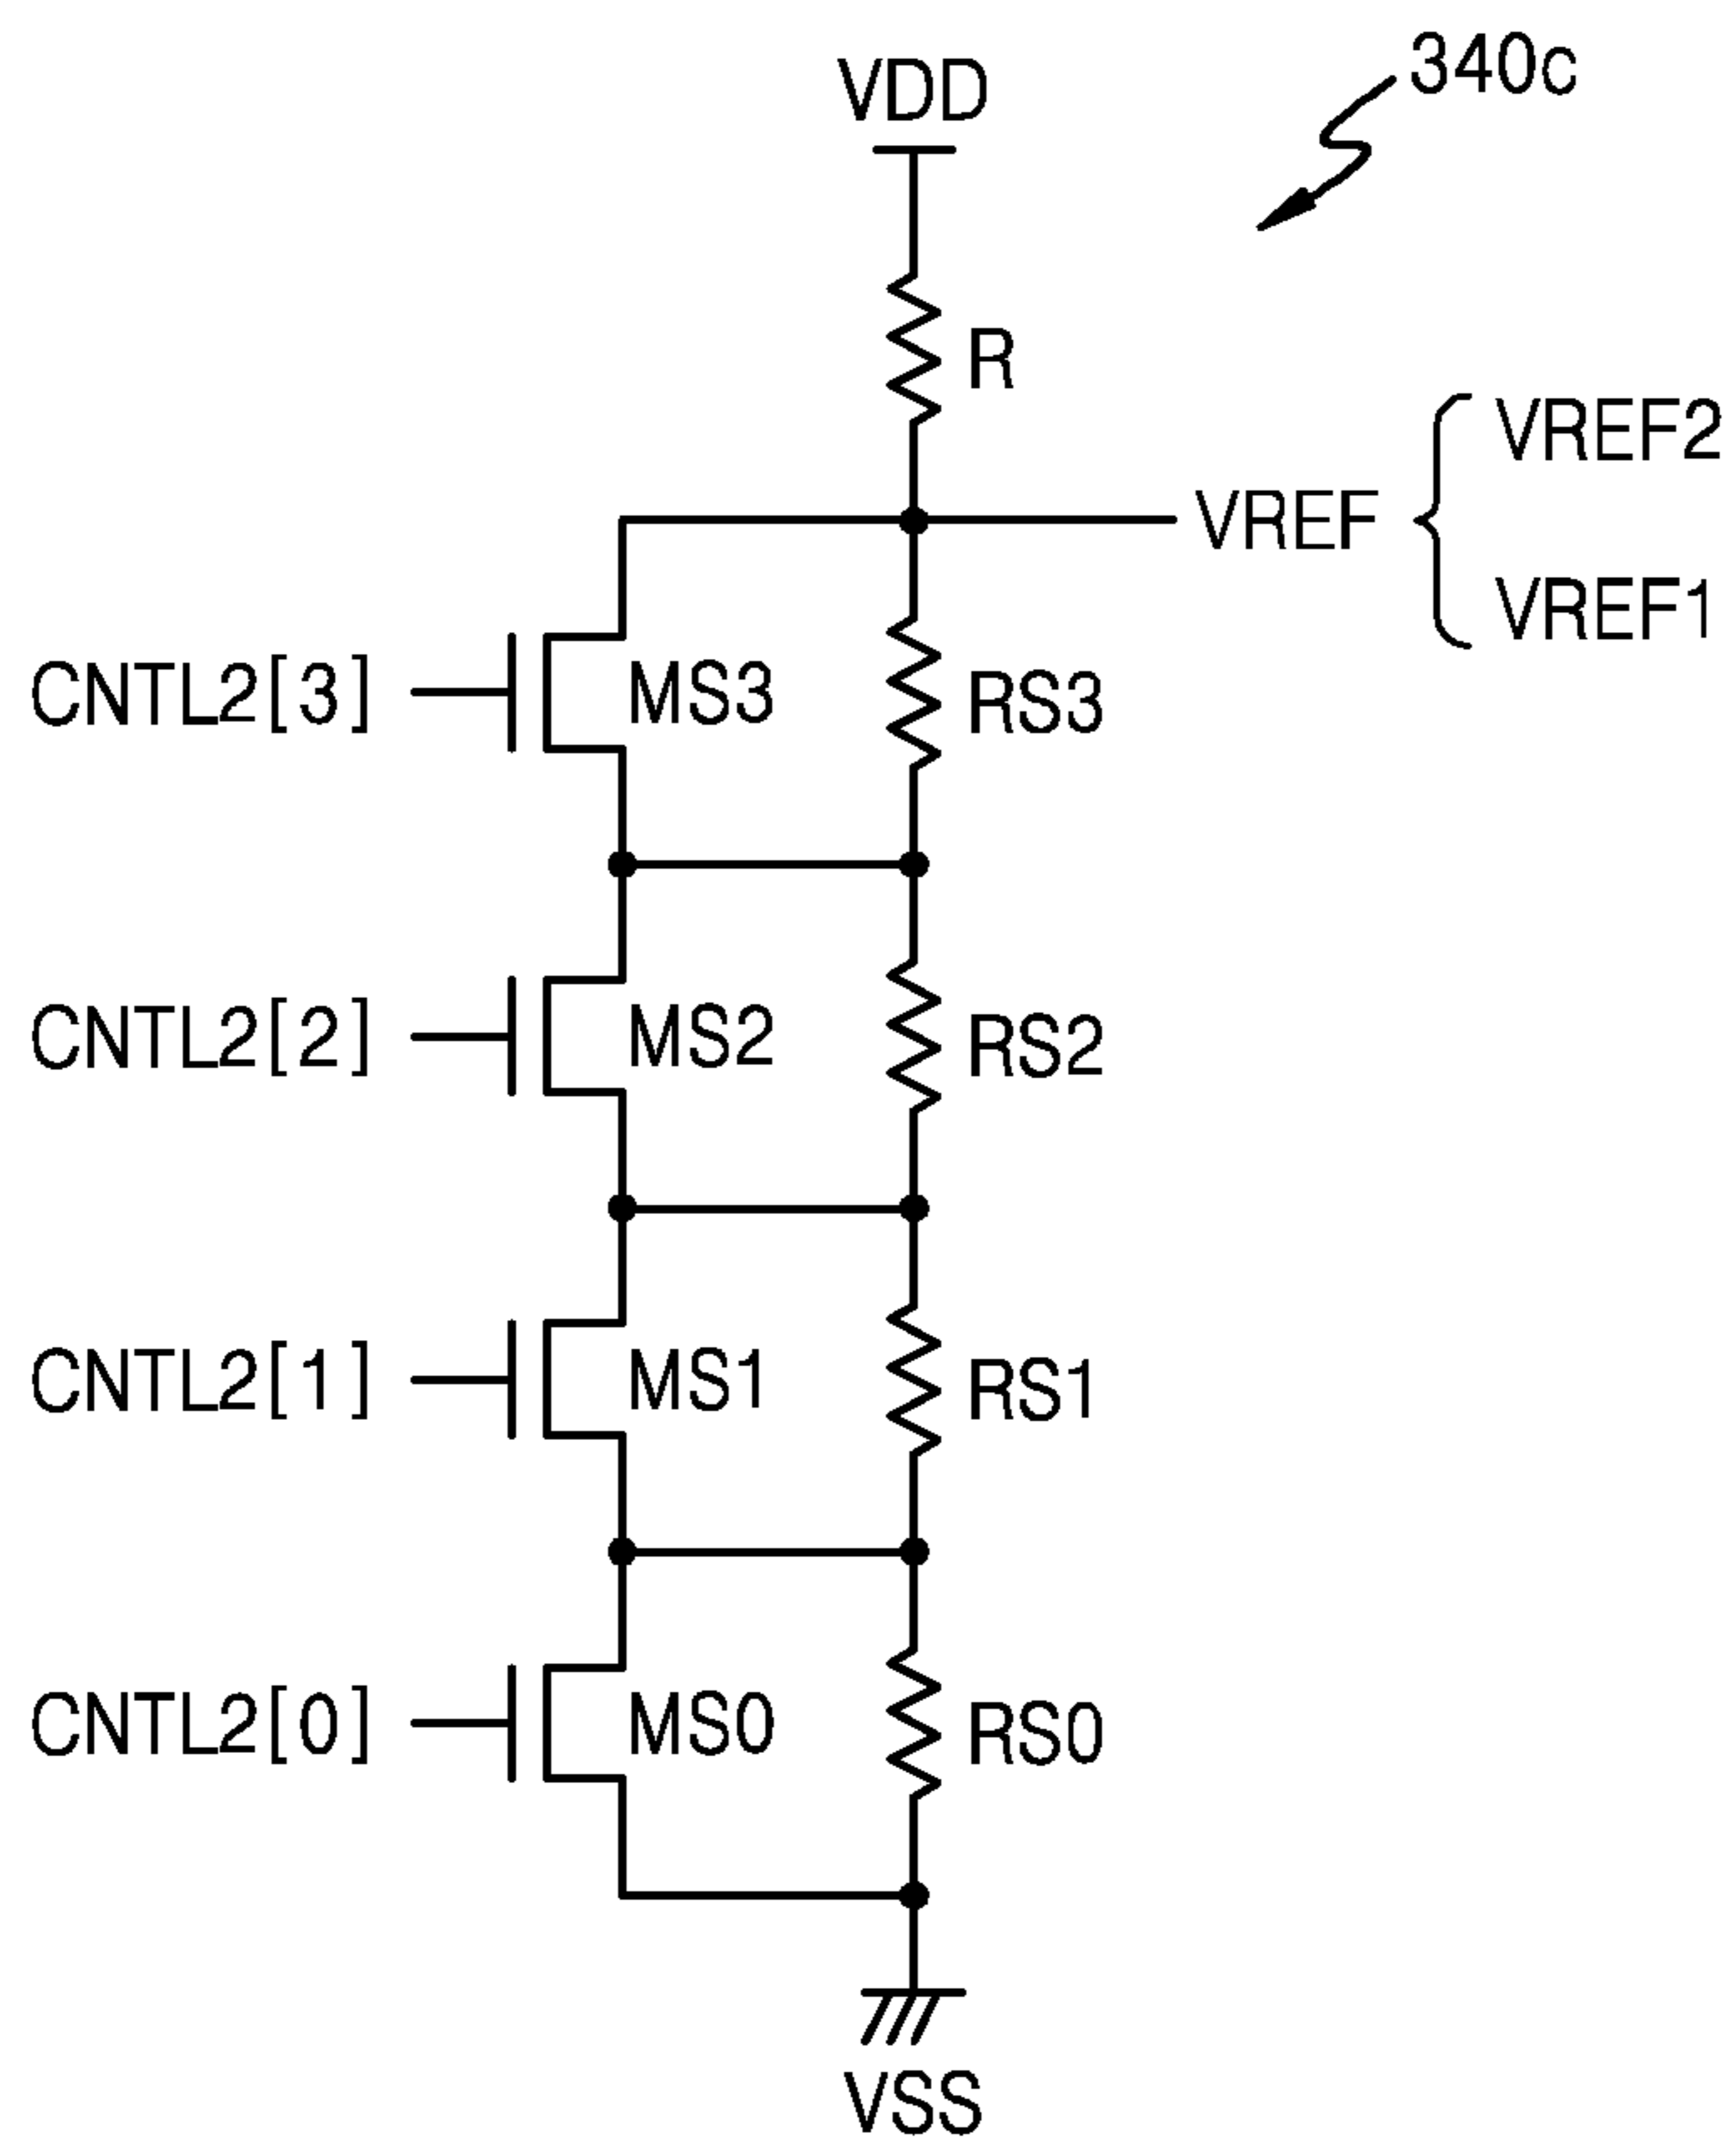 340c
VDD
R
VREF2
VREF
VREF1
CNTL2[3] MS3 RS3
CNTL2[2] MS2 RS2
CNTL2[1] MS1 RS1
CNTL2[0] MS0 RS0
VSS